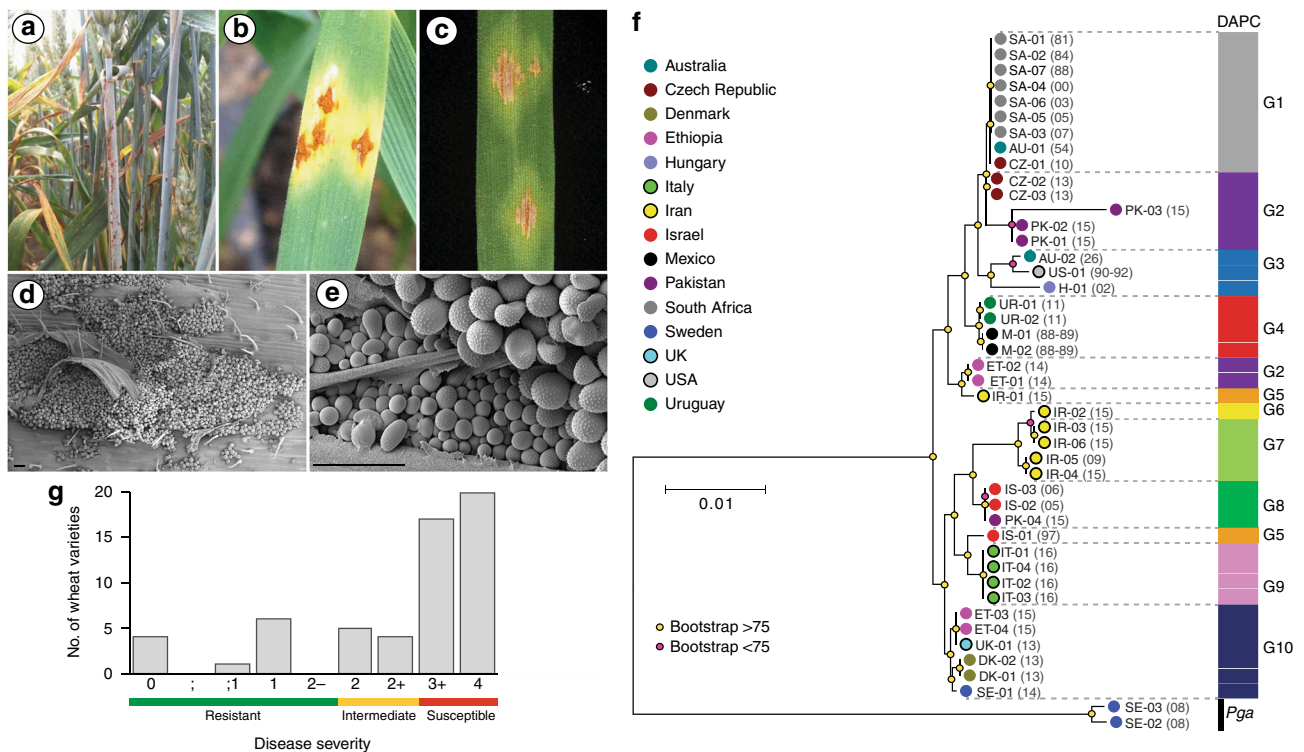 a
b
c
d
e
f
DAPC
Australia
Czech Republic
Denmark
Ethiopia
Hungary
Italy
Iran
Israel
Mexico
Pakistan
South Africa
Sweden
UK
USA
Uruguay
SA-01 (81)
SA-02 (84)
SA-07 (88)
SA-04 (00)
SA-06 (03)
SA-05 (05)
SA-03 (07)
AU-01 (54)
CZ-01 (10)
CZ-02 (13)
CZ-03 (13)
PK-03 (15)
PK-02 (15)
PK-01 (15)
AU-02 (26)
US-01 (90-92)
H-01 (02)
UR-01 (11)
UR-02 (11)
M-01 (88-89)
M-02 (88-89)
ET-02 (14)
ET-01 (14)
IR-01 (15)
IR-02 (15)
IR-03 (15)
IR-06 (15)
IR-05 (09)
IR-04 (15)
IS-03 (06)
IS-02 (05)
PK-04 (15)
IS-01 (97)
IT-01 (16)
IT-04 (16)
IT-02 (16)
IT-03 (16)
ET-03 (15)
ET-04 (15)
UK-01 (13)
DK-02 (13)
DK-01 (13)
SE-01 (14)
SE-03 (08)
SE-02 (08)
G1
G2
G3
G4
G2
G5
G6
G7
G8
G5
G9
G10
Pga
0.01
Bootstrap >75
Bootstrap <75
g
No. of wheat varieties
20
15
10
5
0
0 ; ;1 1 2– 2 2+ 3+ 4
Resistant Intermediate Susceptible
Disease severity